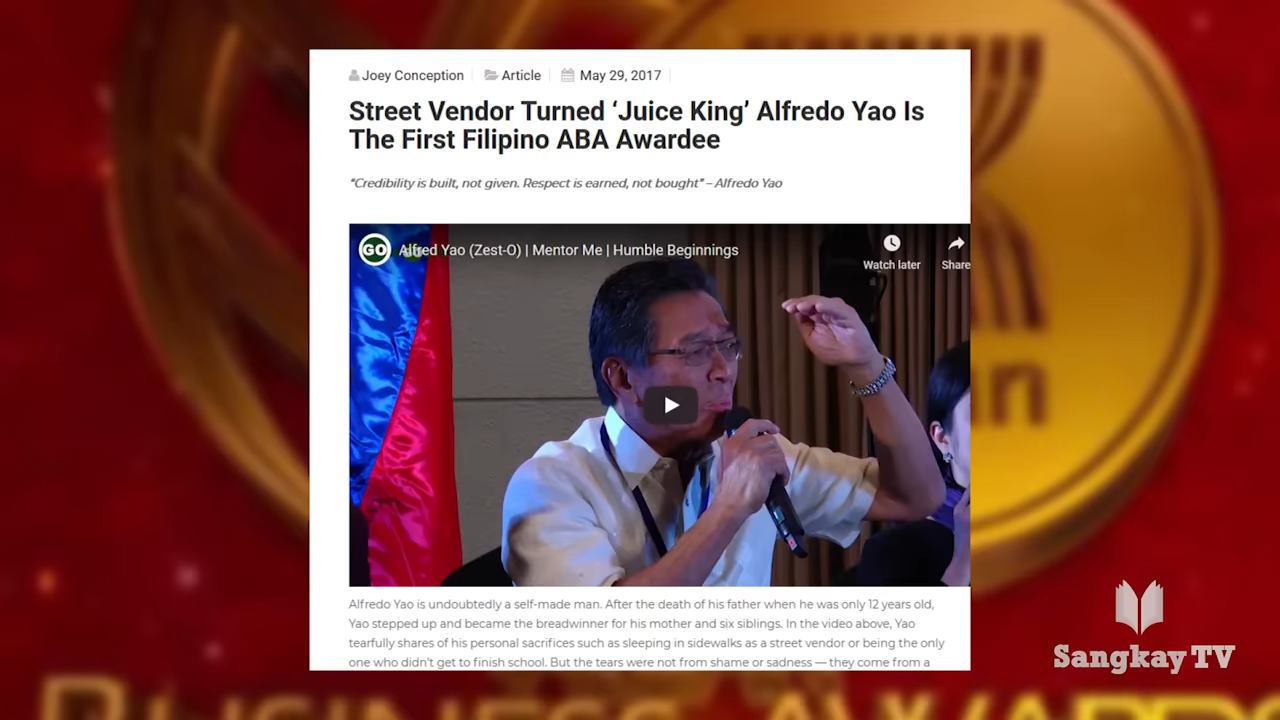 Joey Conception
Article
May 29, 2017
Street Vendor Turned ‘Juice King’ Alfredo Yao Is
The First Filipino ABA Awardee
“Credibility is built, not given. Respect is earned, not bought” – Alfredo Yao
GO
Alfred Yao (Zest-O) | Mentor Me | Humble Beginnings
Watch later
Share
Alfredo Yao is undoubtedly a self-made man. After the death of his father when he was only 12 years old,
Yao stepped up and became the breadwinner for his mother and six siblings. In the video above, Yao
tearfully shares of his personal sacrifices such as sleeping in sidewalks as a street vendor or being the only
one who didn't get to finish school. But the tears were not from shame or sadness — they come from a
Sangkay TV
BUSINESS AWARDS